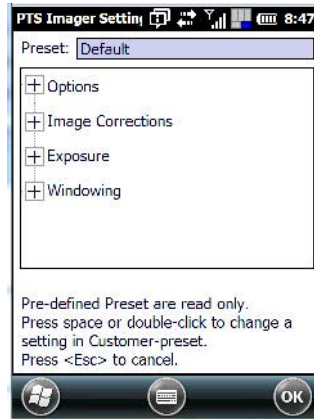 PTS Imager Settin 8:47
Preset: Default
Options
Image Corrections
Exposure
Windowing
Pre-defined Preset are read only.
Press space or double-click to change a
setting in Customer-preset.
Press <Esc> to cancel.
OK